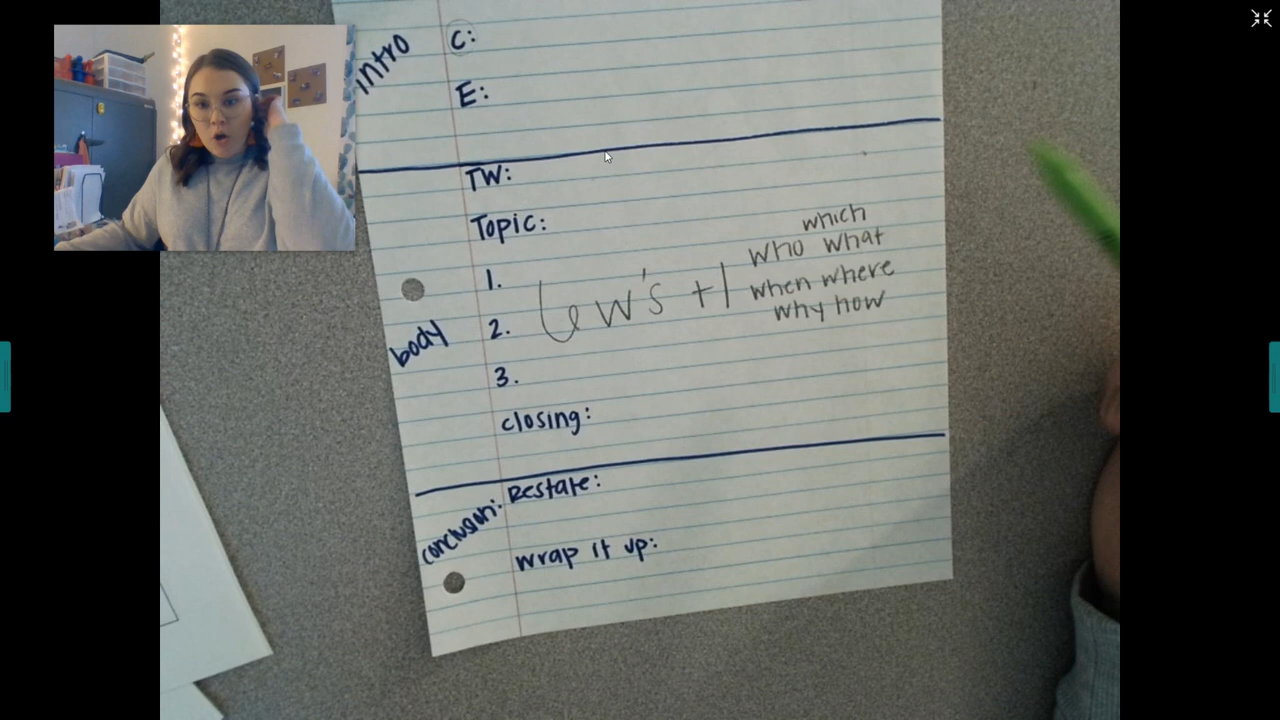 intro
C:
E:
TW:
Topic:
1.
2.
3.
6 w's +1
which
who what
when where
why how
body
closing:
conclusion:
Restate:
wrap it up: